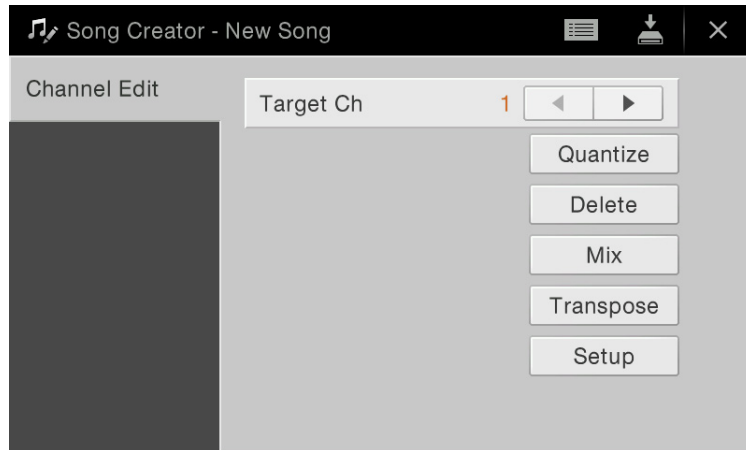 Song Creator - New Song
Channel Edit
Target Ch 1
Quantize
Delete
Mix
Transpose
Setup